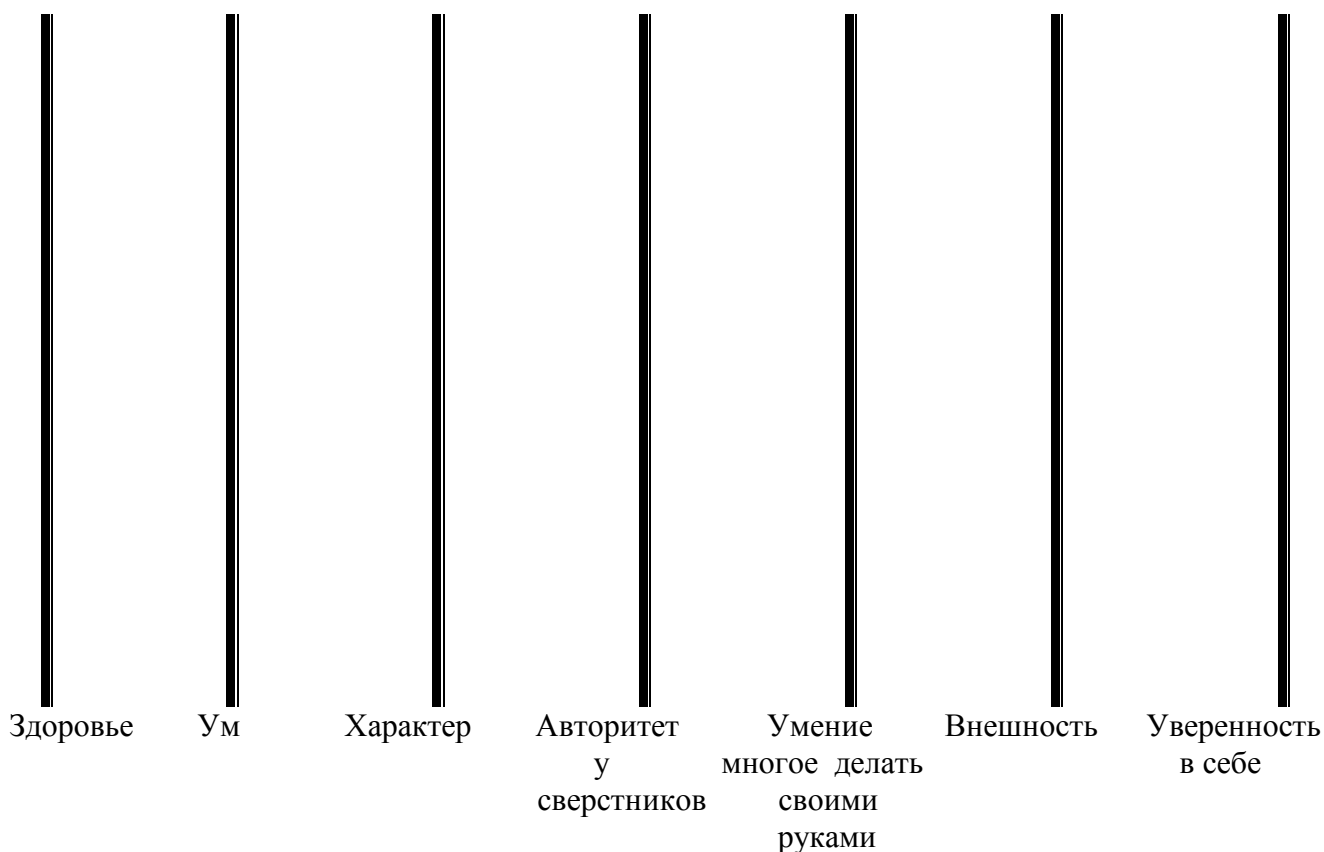 Здоровье
Ум
Характер
Авторитет
у
сверстников
Умение
многое делать
своими
руками
Внешность
Уверенность
в себе